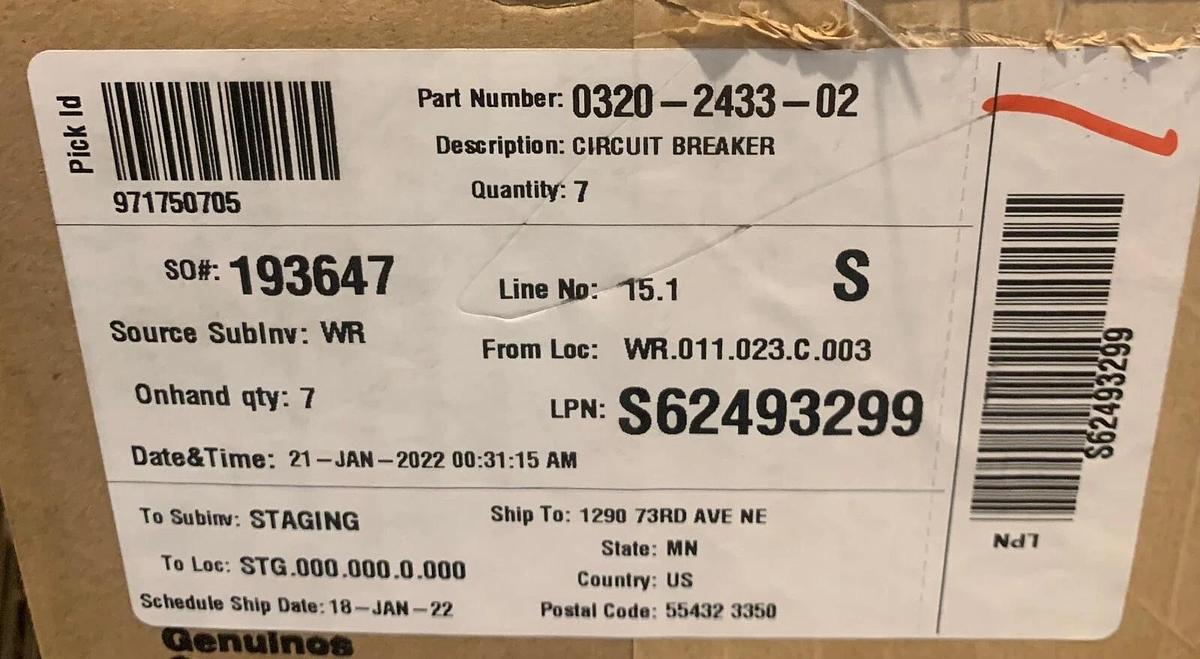 Pick Id
971750705
Part Number: 0320-2433-02
Description: CIRCUIT BREAKER
Quantity: 7
SO#: 193647
Line No: 15.1
S
Source SubInv: WR
From Loc: WR.011.023.C.003
Onhand qty: 7
LPN: S62493299
Date&Time: 21-JAN-2022 00:31:15 AM
To Subinv: STAGING
To Loc: STG.000.000.0.000
Schedule Ship Date: 18-JAN-22
Ship To: 1290 73RD AVE NE
State: MN
Country: US
Postal Code: 55432 3350
S62493299
LPN
Genuinos